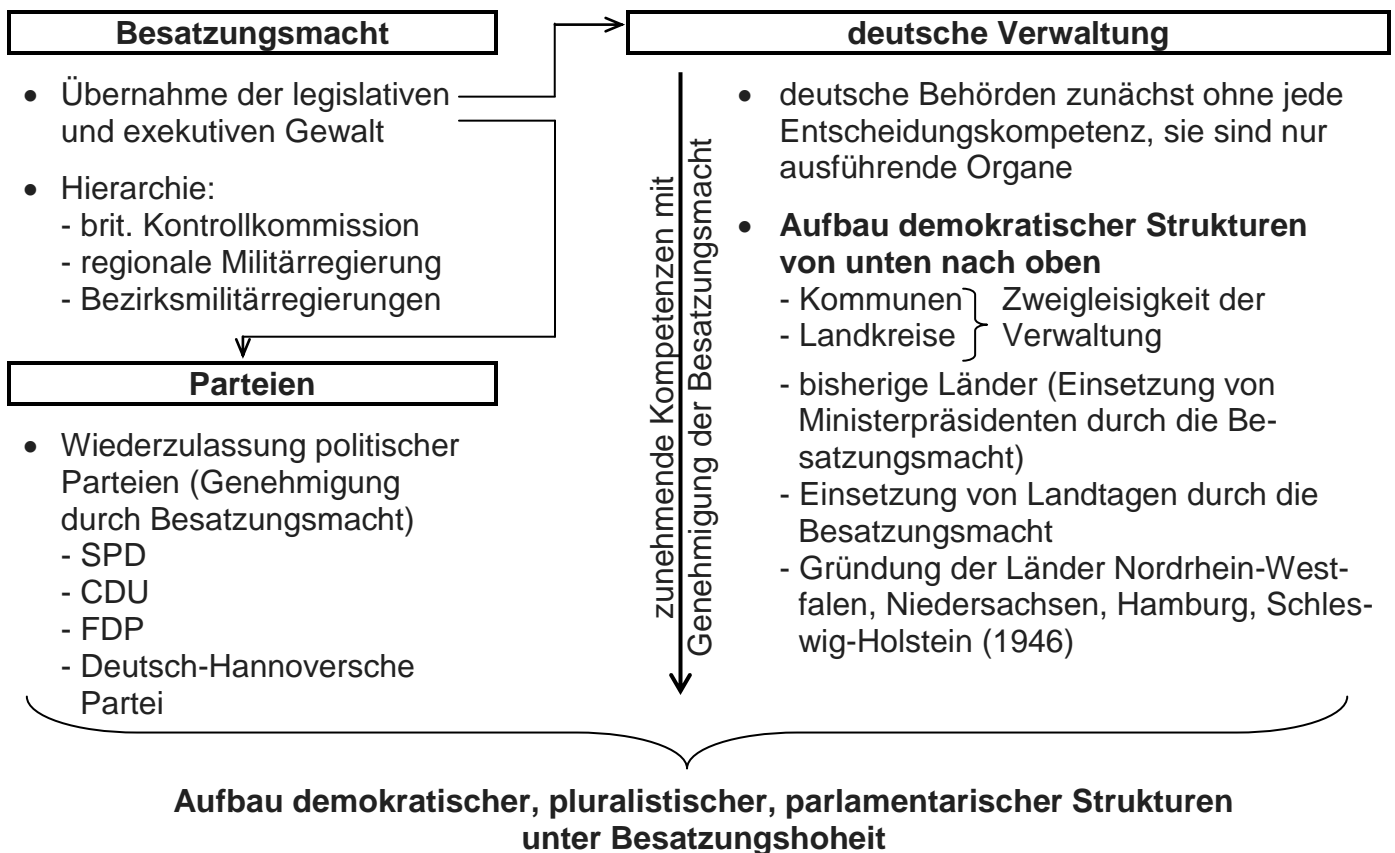 Besatzungsmacht
• Übernahme der legislativen
und exekutiven Gewalt
• Hierarchie:
- brit. Kontrollkommission
- regionale Militärregierung
- Bezirksmilitärregierungen
Parteien
• Wiederzulassung politischer
Parteien (Genehmigung
durch Besatzungsmacht)
- SPD
- CDU
- FDP
- Deutsch-Hannoversche
Partei
zunehmende Kompetenzen mit
Genehmigung der Besatzungsmacht
deutsche Verwaltung
• deutsche Behörden zunächst ohne jede
Entscheidungskompetenz, sie sind nur
ausführende Organe
• Aufbau demokratischer Strukturen
von unten nach oben
- Kommunen Zweigleisigkeit der
- Landkreise Verwaltung
- bisherige Länder (Einsetzung von
Ministerpräsidenten durch die Be-
satzungsmacht)
- Einsetzung von Landtagen durch die
Besatzungsmacht
- Gründung der Länder Nordrhein-West-
falen, Niedersachsen, Hamburg, Schles-
wig-Holstein (1946)
Aufbau demokratischer, pluralistischer, parlamentarischer Strukturen
unter Besatzungshoheit